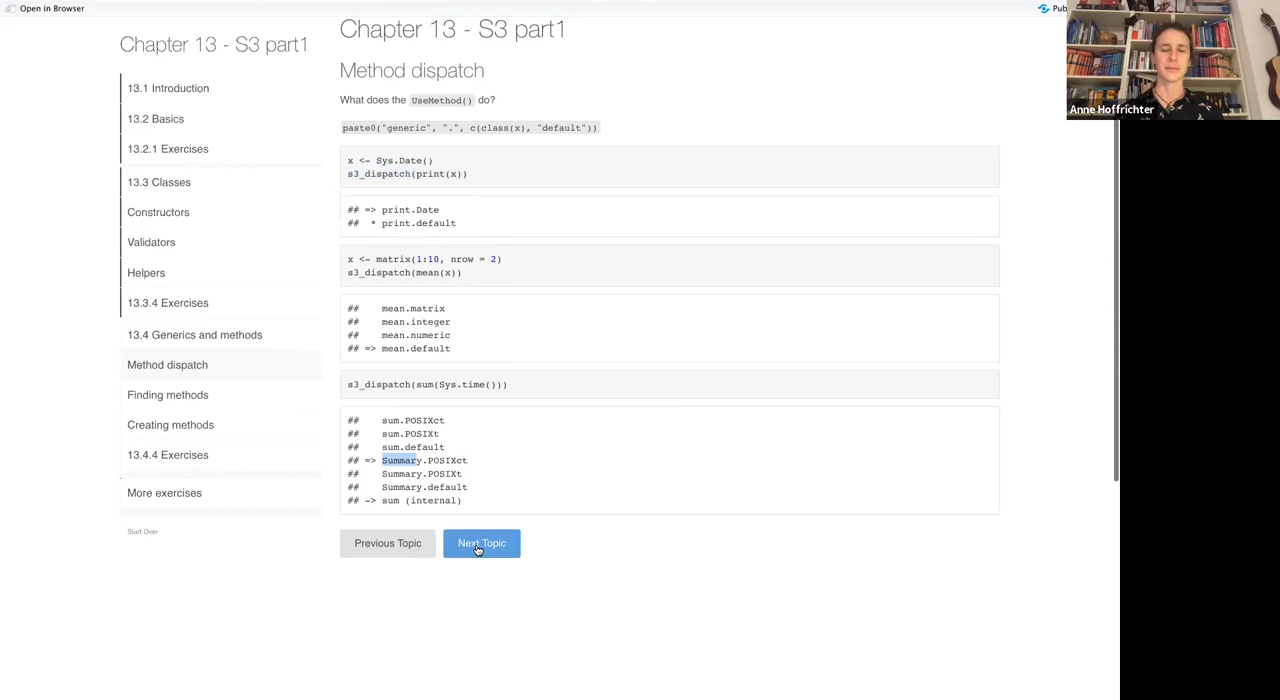 Open in Browser
Pub
Anne Hoffrichter
Chapter 13 - S3 part1
13.1 Introduction
13.2 Basics
13.2.1 Exercises
13.3 Classes
Constructors
Validators
Helpers
13.3.4 Exercises
13.4 Generics and methods
Method dispatch
Finding methods
Creating methods
13.4.4 Exercises
More exercises
Start Over
Chapter 13 - S3 part1
Method dispatch
What does the UseMethod() do?
paste0("generic", ".", c(class(x), "default"))
x <- Sys.Date()
s3_dispatch(print(x))
## => print.Date
##  * print.default
x <- matrix(1:10, nrow = 2)
s3_dispatch(mean(x))
##    mean.matrix
##    mean.integer
##    mean.numeric
## => mean.default
s3_dispatch(sum(Sys.time()))
##    sum.POSIXct
##    sum.POSIXt
##    sum.default
## => Summary.POSIXct
##    Summary.POSIXt
##    Summary.default
## -> sum (internal)
Previous Topic
Next Topic